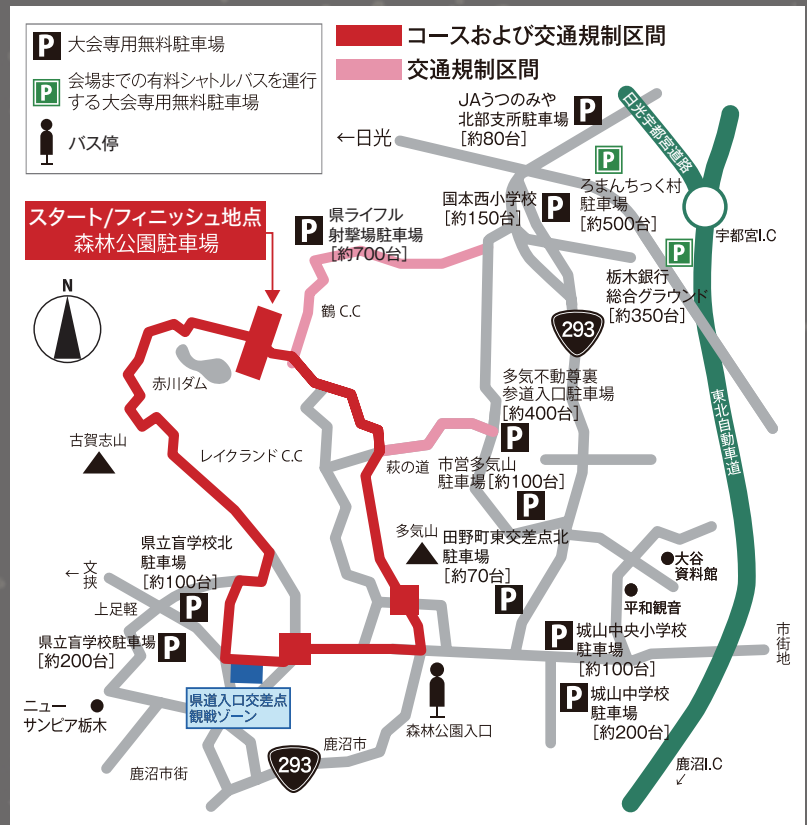 P 大会専用無料駐車場
P 会場までの有料シャトルバスを運行
する大会専用無料駐車場
バス停
コースおよび交通規制区間
交通規制区間
←日光
JAうつのみや
北部支所駐車場
[約80台]
P
日光宇都宮道路
P
ろまんちっく村
駐車場
[約500台]
国本西小学校
[約150台]
P
宇都宮I.C
P
栃木銀行
総合グラウンド
[約350台]
スタート/フィニッシュ地点
森林公園駐車場
P
県ライフル
射撃場駐車場
[約700台]
N
鶴 C.C
293
赤川ダム
多気不動尊裏
参道入口駐車場
[約400台]
P
東北自動車道
古賀志山
レイクランド C.C
萩の道
市営多気山
駐車場[約100台]
P
多気山
田野町東交差点北
駐車場
[約70台]
P
県立盲学校北
駐車場
[約100台]
P
←文挟
上足軽
大谷
資料館
平和観音
県立盲学校駐車場
[約200台]
P
P
城山中央小学校
駐車場
[約100台]
市街地
P
城山中学校
駐車場
[約200台]
県道入口交差点
観戦ゾーン
ニュー
サンピア栃木
森林公園入口
鹿沼市
293
鹿沼市街
鹿沼I.C
↙